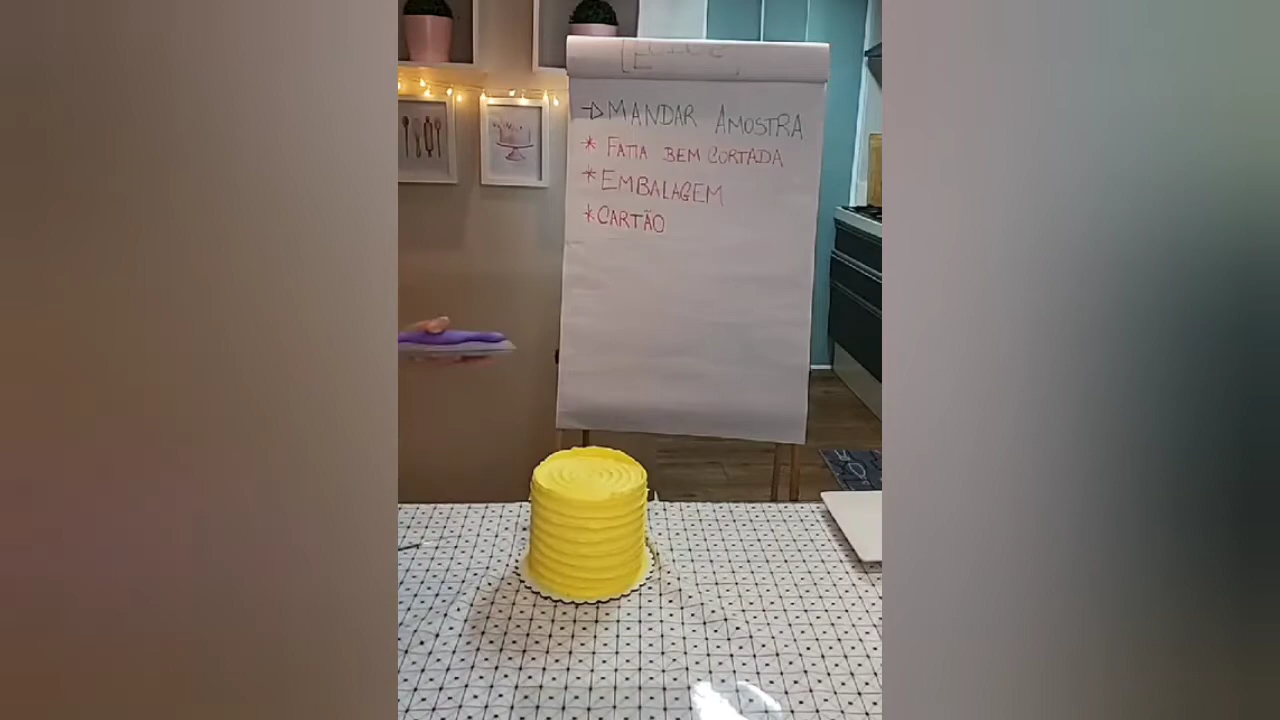 → MANDAR AMOSTRA
* FATIA BEM CORTADA
* EMBALAGEM
* CARTÃO